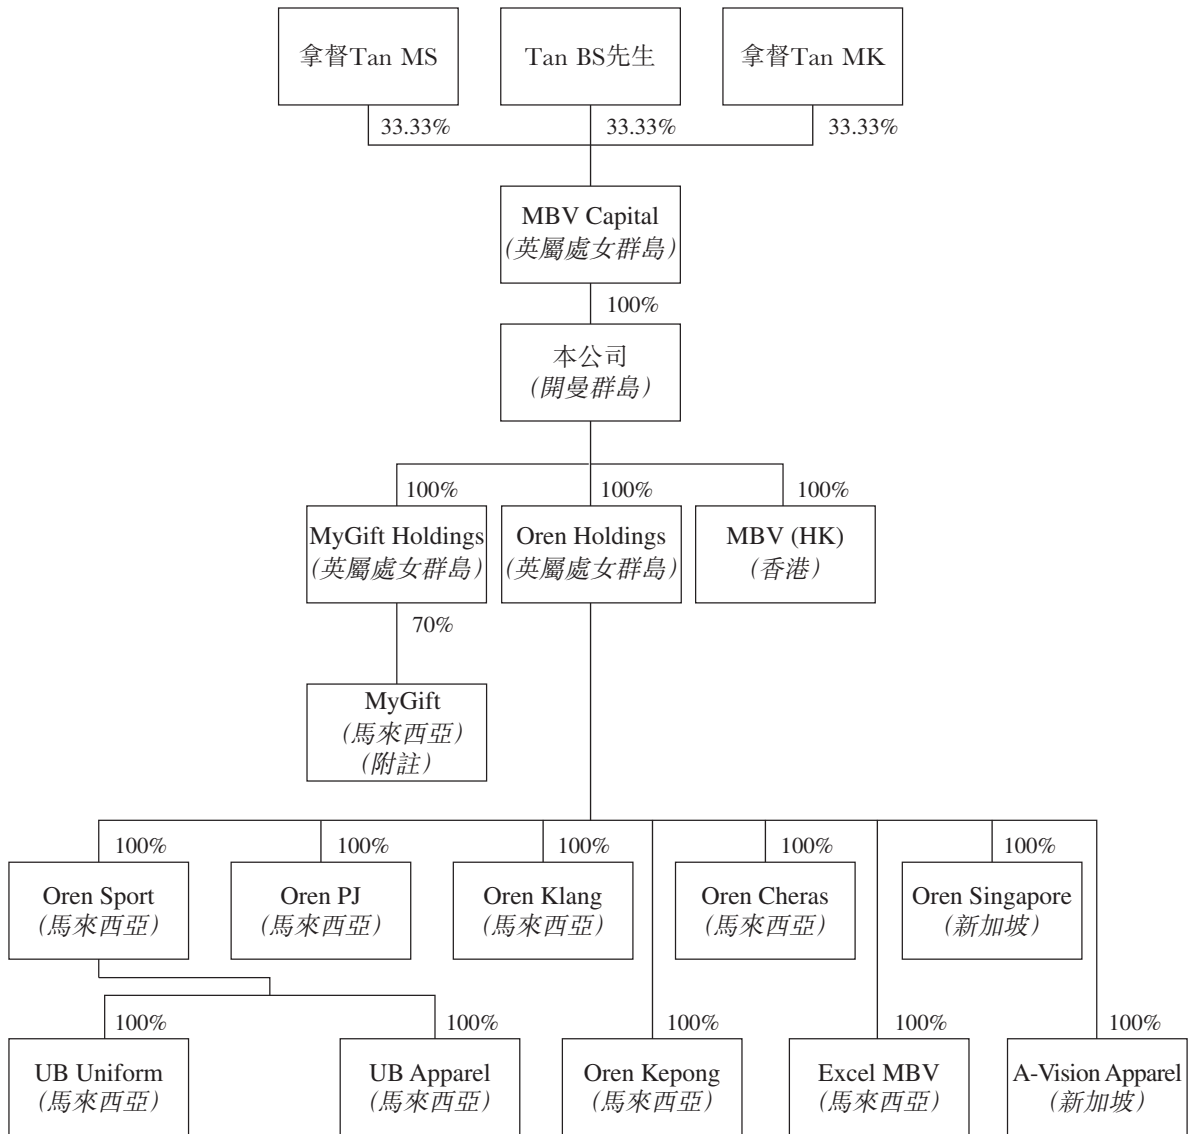 拿督Tan MS
Tan BS先生
拿督Tan MK
33.33%
33.33%
33.33%
MBV Capital
(英屬處女群島)
100%
本公司
(開曼群島)
100%
100%
100%
MyGift Holdings
(英屬處女群島)
Oren Holdings
(英屬處女群島)
MBV (HK)
(香港)
70%
MyGift
(馬來西亞)
(附註)
100%
100%
100%
100%
100%
Oren Sport
(馬來西亞)
Oren PJ
(馬來西亞)
Oren Klang
(馬來西亞)
Oren Cheras
(馬來西亞)
Oren Singapore
(新加坡)
100%
100%
100%
100%
100%
UB Uniform
(馬來西亞)
UB Apparel
(馬來西亞)
Oren Kepong
(馬來西亞)
Excel MBV
(馬來西亞)
A-Vision Apparel
(新加坡)